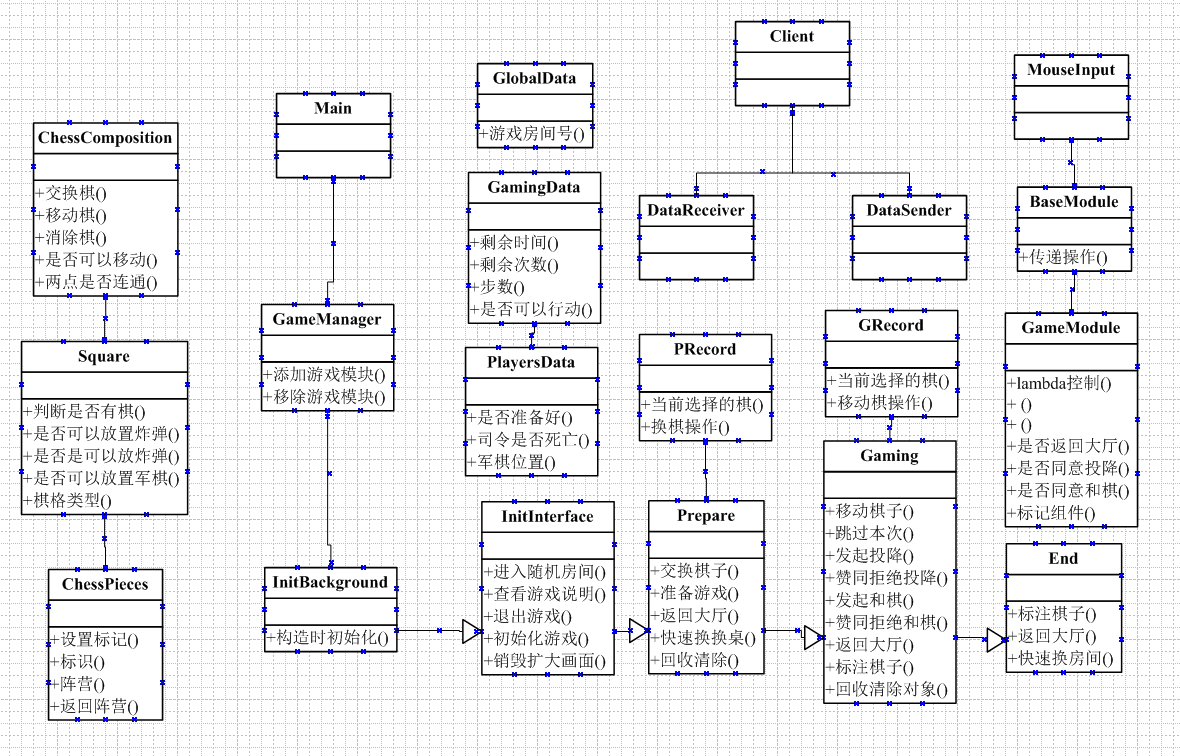 ChessComposition
+交换棋()
+移动棋()
+消除棋()
+是否可以移动()
+两点是否连通()
Square
+判断是否有棋()
+是否可以放置炸弹()
+是否是可以放炸弹()
+是否可以放置军棋()
+棋格类型()
ChessPieces
+设置标记()
+标识()
+阵营()
+返回阵营()
Main
GameManager
+添加游戏模块()
+移除游戏模块()
InitBackground
+构造时初始化()
GlobalData
+游戏房间号()
GamingData
+剩余时间()
+剩余次数()
+步数()
+是否可以行动()
PlayersData
+是否准备好()
+司令是否死亡()
+军棋位置()
InitInterface
+进入随机房间()
+查看游戏说明()
+退出游戏()
+初始化游戏()
+销毁扩大画面()
Client
DataReceiver
DataSender
PRecord
+当前选择的棋()
+换棋操作()
Prepare
+交换棋子()
+准备游戏()
+返回大厅()
+快速换换桌()
+回收清除()
GRecord
+当前选择的棋()
+移动棋操作()
Gaming
+移动棋子()
+跳过本次()
+发起投降()
+赞同拒绝投降()
+发起和棋()
+赞同拒绝和棋()
+返回大厅()
+标注棋子()
+回收清除对象()
MouseInput
BaseModule
+传递操作()
GameModule
+lambda控制()
+ ()
+ ()
+是否返回大厅()
+是否同意投降()
+是否同意和棋()
+标记组件()
End
+标注棋子()
+返回大厅()
+快速换房间()